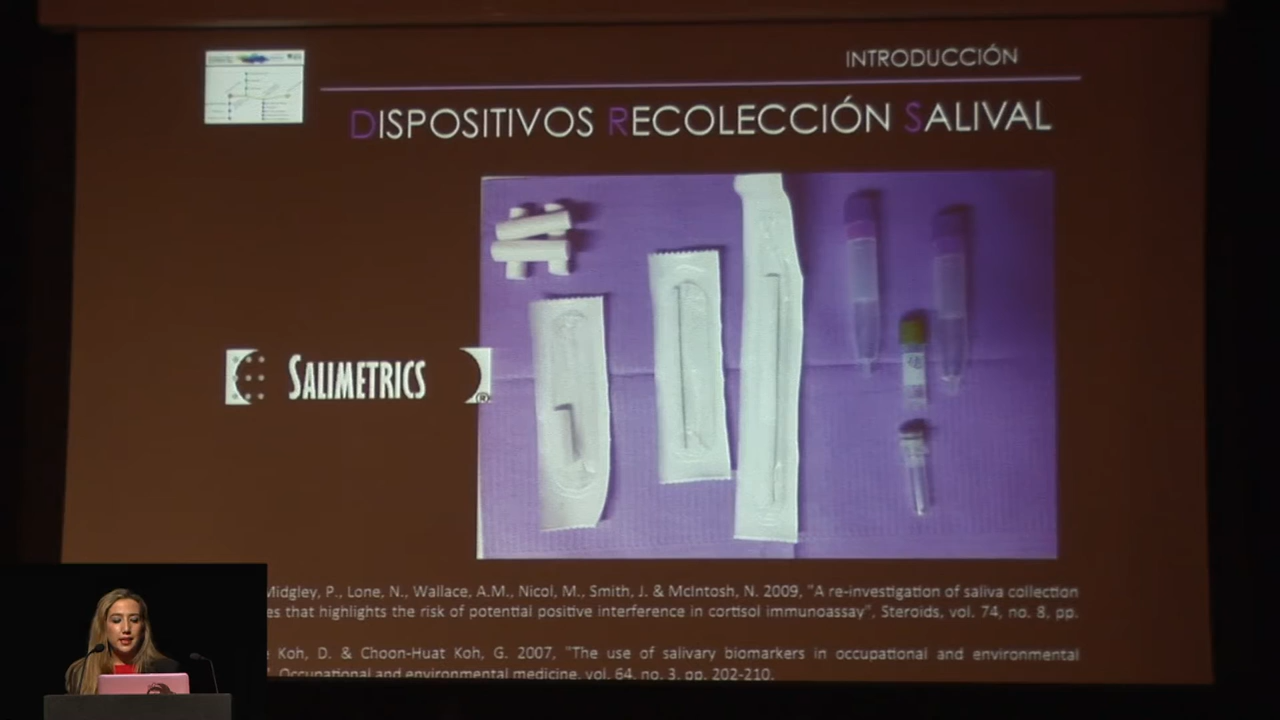 INTRODUCCIÓN
DISPOSITIVOS RECOLECCIÓN SALIVAL
SALIMETRICS ®
Midgley, P., Lone, N., Wallace, A.M., Nicol, M., Smith, J. & McIntosh, N. 2009, "A re-investigation of saliva collection
es that highlights the risk of potential positive interference in cortisol immunoassay", Steroids, vol. 74, no. 8, pp.
Koh, D. & Choon-Huat Koh, G. 2007, "The use of salivary biomarkers in occupational and environmental
Occupational and environmental medicine, vol. 64, no. 3, pp. 202-210.